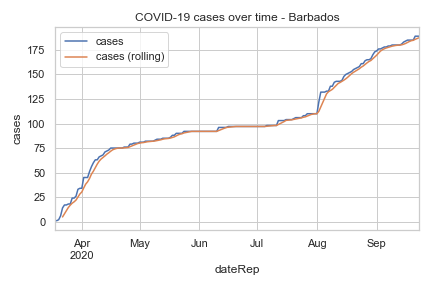 COVID-19 cases over time - Barbados
cases
cases (rolling)
175
150
125
100
75
50
25
0
cases
Apr May Jun Jul Aug Sep
2020
dateRep